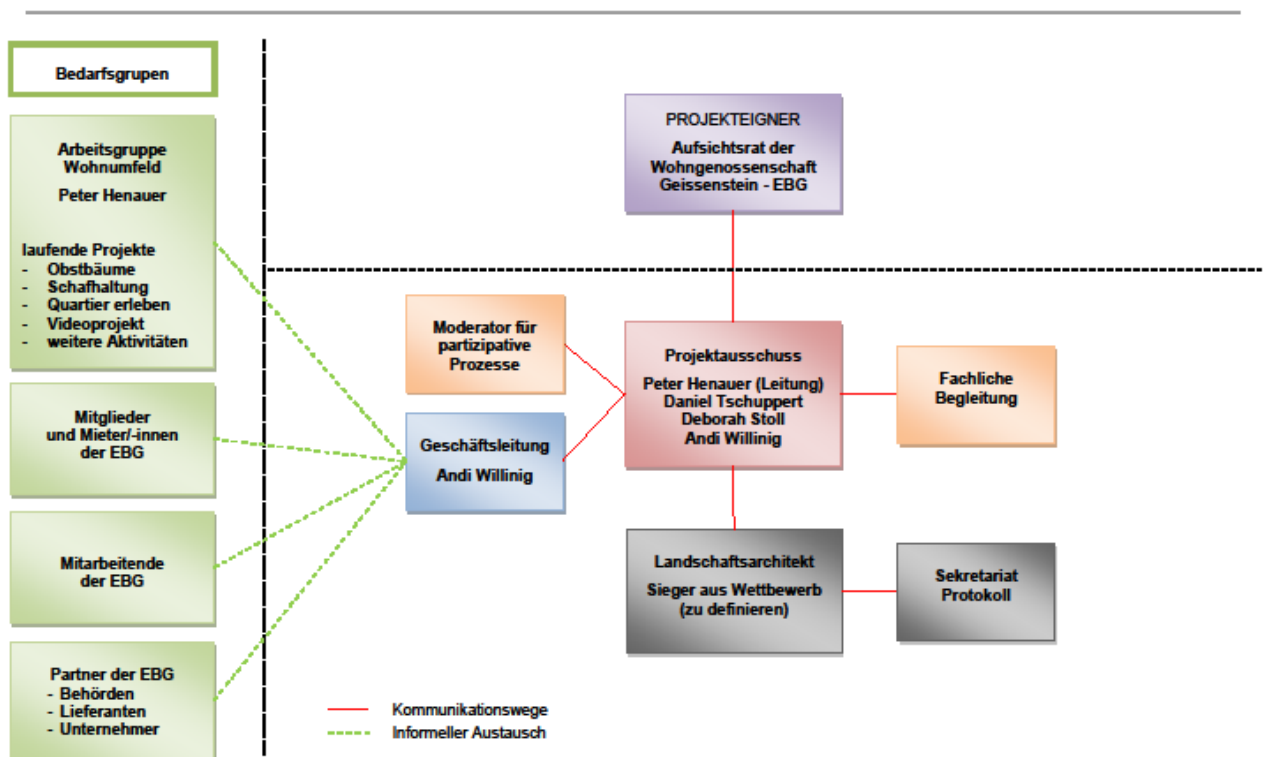 Bedarfsgrupen
Arbeitsgruppe
Wohnumfeld
Peter Henauer
laufende Projekte
- Obstbäume
- Schafhaltung
- Quartier erleben
- Videoprojekt
- weitere Aktivitäten
Mitglieder
und Mieter/-innen
der EBG
Mitarbeitende
der EBG
Partner der EBG
- Behörden
- Lieferanten
- Unternehmer
PROJEKTEIGNER
Aufsichtsrat der
Wohngenossenschaft
Geissenstein - EBG
Moderator für
partizipative
Prozesse
Geschäftsleitung
Andi Willinig
Projektausschuss
Peter Henauer (Leitung)
Daniel Tschuppert
Deborah Stoll
Andi Willinig
Fachliche
Begleitung
Landschaftsarchitekt
Sieger aus Wettbewerb
(zu definieren)
Sekretariat
Protokoll
Kommunikationswege
Informeller Austausch